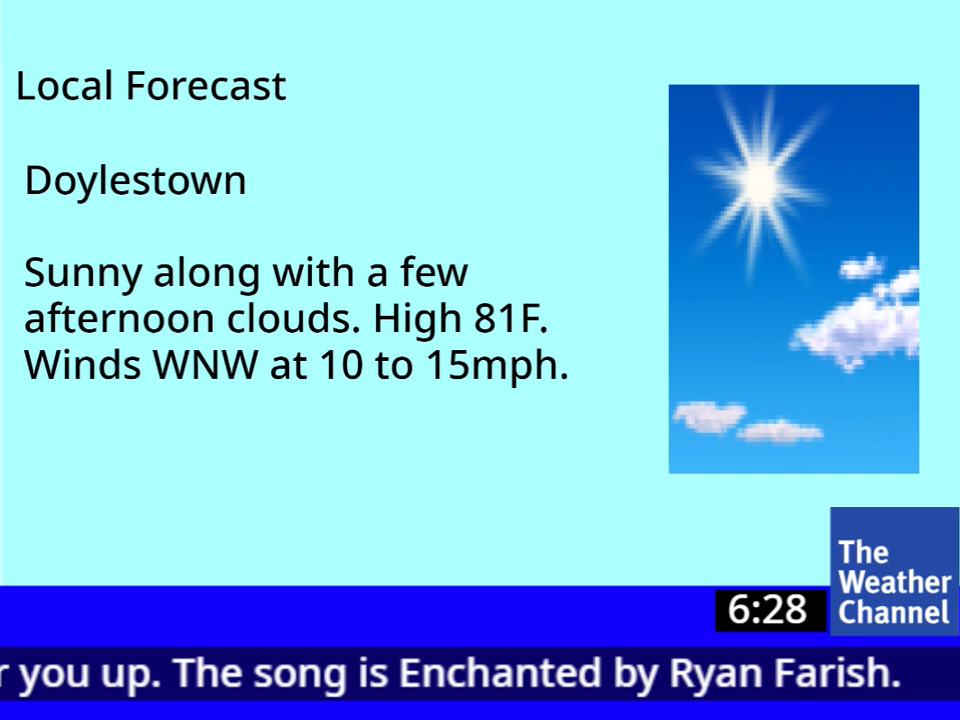 Local Forecast
Doylestown
Sunny along with a few
afternoon clouds. High 81F.
Winds WNW at 10 to 15mph.
The
Weather
Channel
6:28
you up. The song is Enchanted by Ryan Farish.